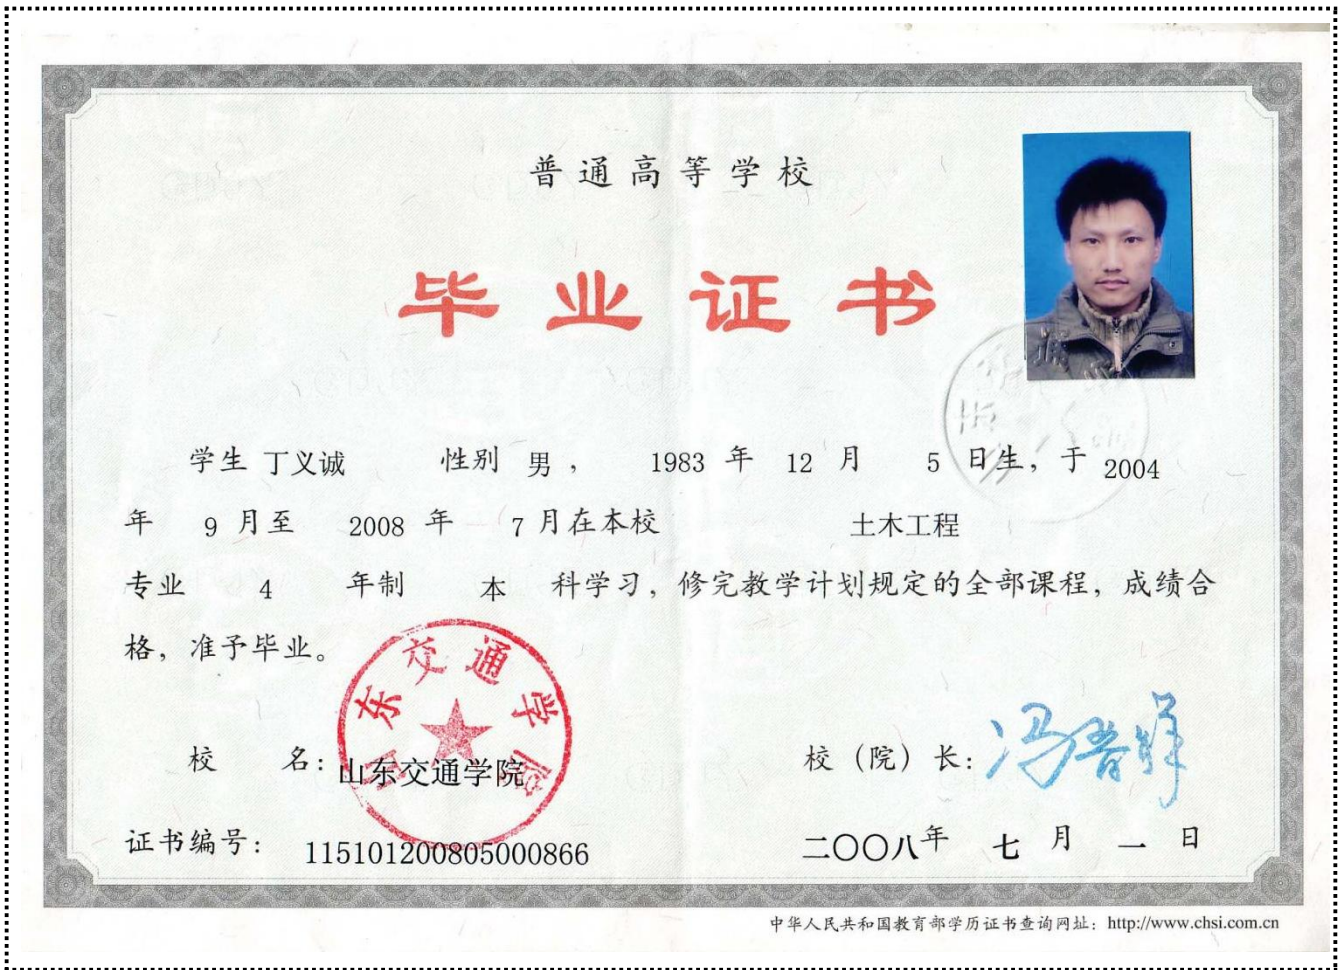 普通高等学校
毕业证书
学生 丁义诚 性别 男， 1983 年 12 月 5 日生，于 2004
年 9 月至 2008 年 7 月在本校 土木工程
专业 4 年制 本 科学习，修完教学计划规定的全部课程，成绩合
格，准予毕业。
山东交通学院
校 名：山东交通学院
校（院）长：
证书编号： 115101200805000866
二〇〇八年 七 月 一 日
中华人民共和国教育部学历证书查询网址：http://www.chsi.com.cn